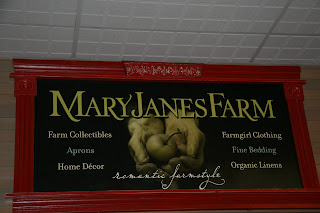 MARYJANESFARM
Farm Collectibles
Aprons
Home Décor
Farmgirl Clothing
Fine Bedding
Organic Linens
romantic farmstyle